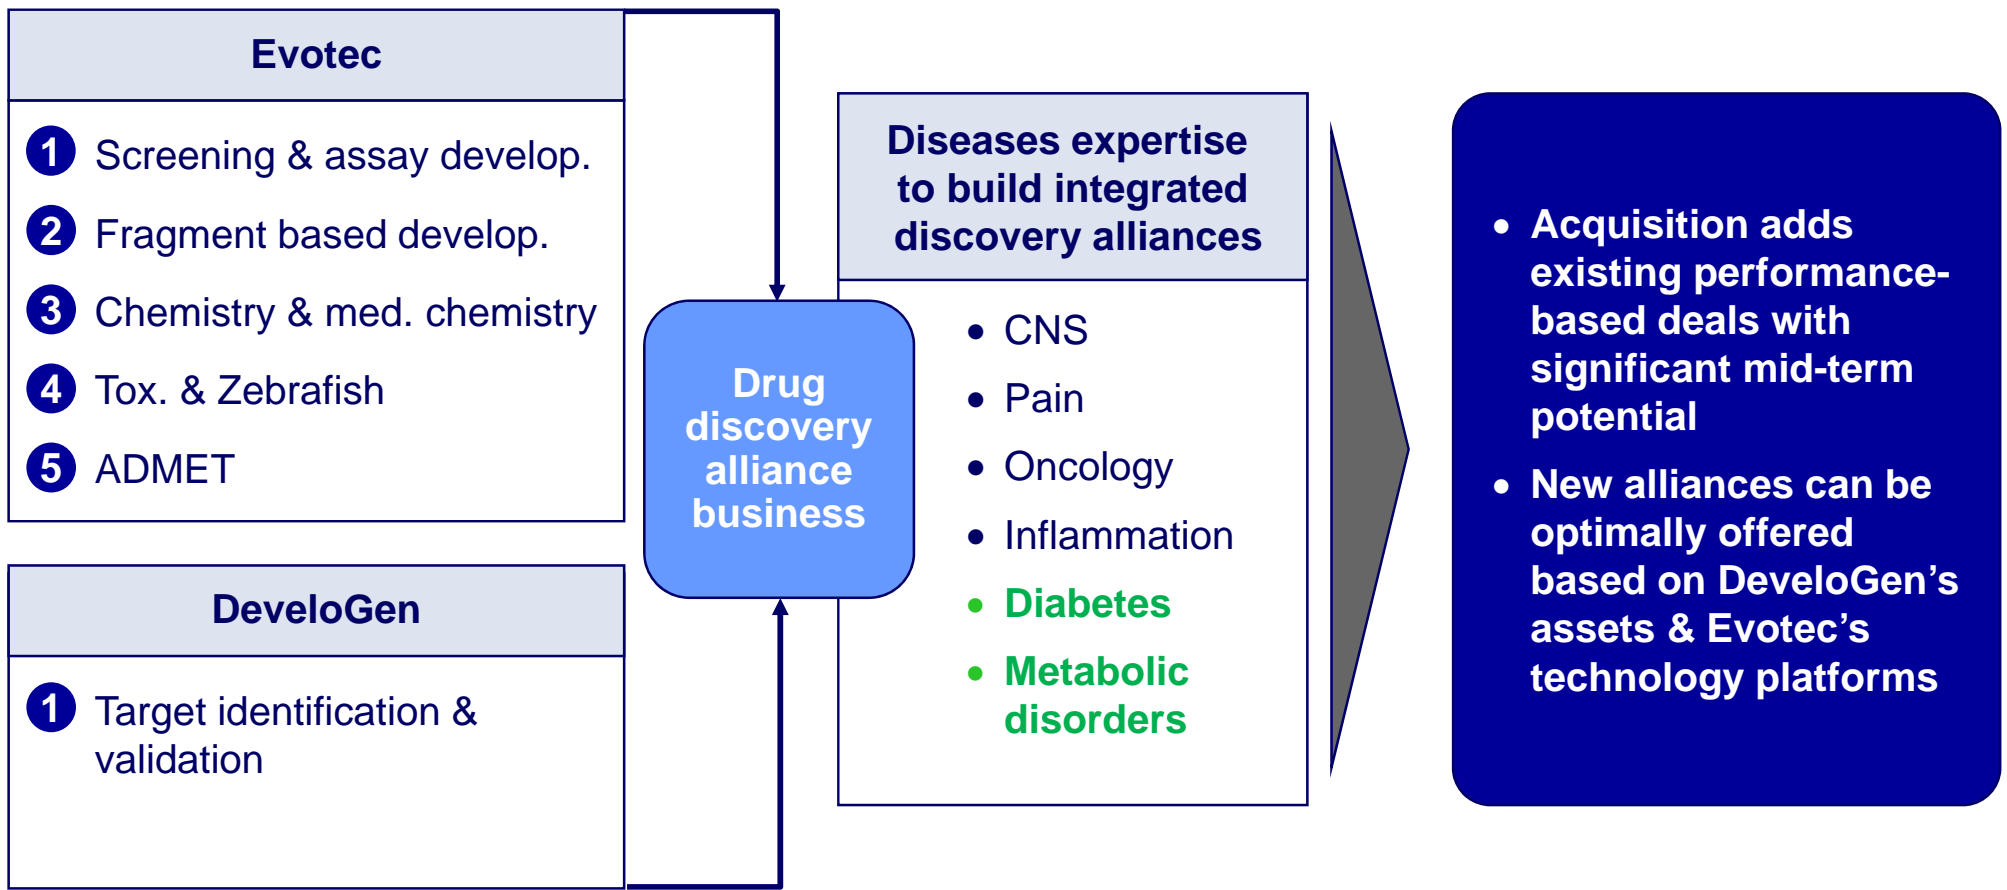 Evotec
1 Screening & assay develop.
2 Fragment based develop.
3 Chemistry & med. chemistry
4 Tox. & Zebrafish
5 ADMET
DeveloGen
1 Target identification &
validation
Drug
discovery
alliance
business
Diseases expertise
to build integrated
discovery alliances
• CNS
• Pain
• Oncology
• Inflammation
• Diabetes
• Metabolic
disorders
• Acquisition adds
existing performance-
based deals with
significant mid-term
potential
• New alliances can be
optimally offered
based on DeveloGen’s
assets & Evotec’s
technology platforms